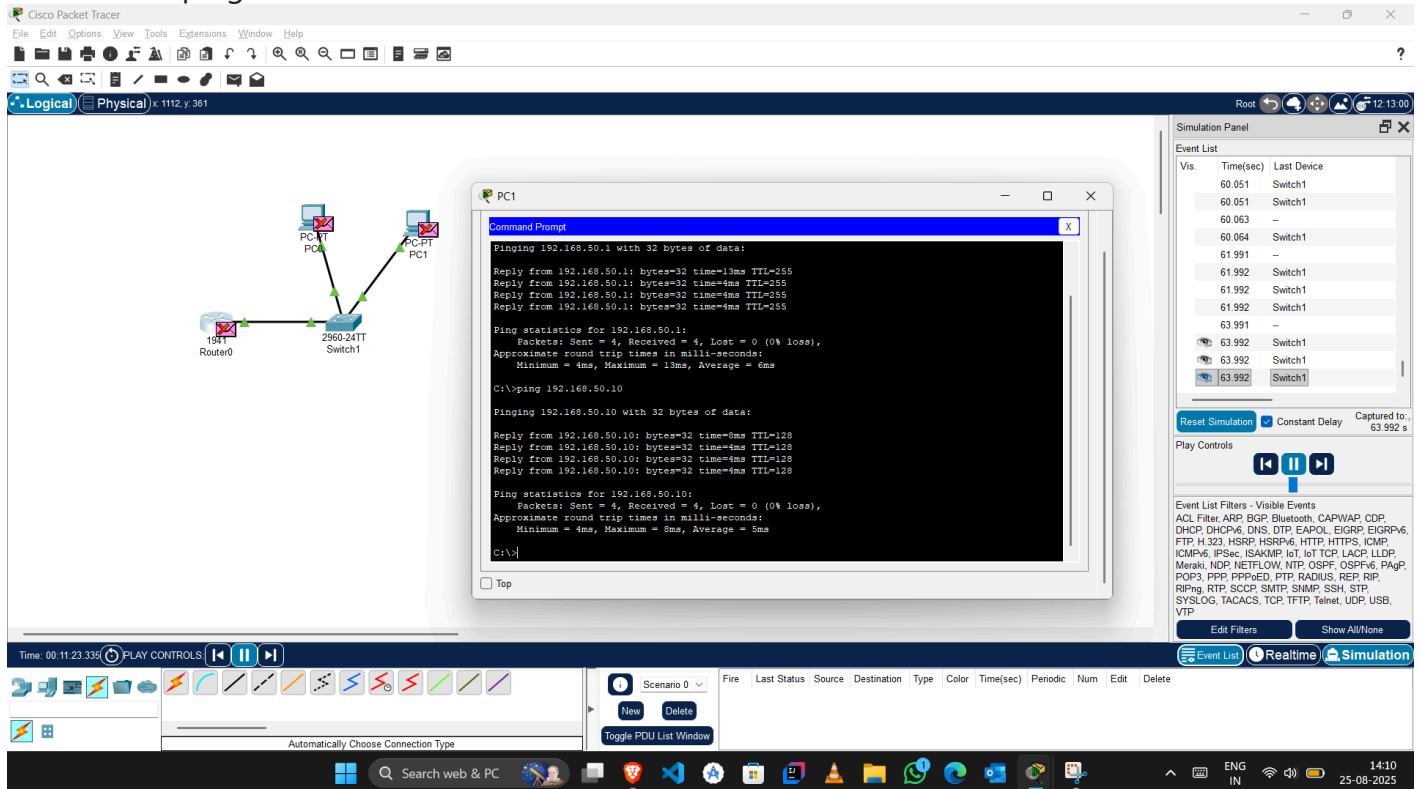 Cisco Packet Tracer
File Edit Options View Tools Extensions Window Help
?
Logical Physical x: 1112, y: 361 Root 12:13:00
Simulation Panel
Event List
Vis. Time(sec) Last Device
60.051 Switch1
60.051 Switch1
60.063 --
60.064 Switch1
61.991 --
61.992 Switch1
61.992 Switch1
61.992 Switch1
63.991 --
63.992 Switch1
63.992 Switch1
63.992 Switch1
Reset Simulation Constant Delay Captured to:
63.992 s
Play Controls
Event List Filters - Visible Events
ACL Filter, ARP, BGP, Bluetooth, CAPWAP, CDP,
DHCP, DHCPv6, DNS, DTP, EAPOL, EIGRP, EIGRPv6,
FTP, H.323, HSRP, HSRPv6, HTTP, HTTPS, ICMP,
ICMPv6, IPSec, ISAKMP, IoT, IoT TCP, LACP, LLDP,
Meraki, NDP, NETFLOW, NTP, OSPF, OSPFv6, PAgP,
POP3, PPP, PPPoED, PTP, RADIUS, REP, RIP,
RIPng, RTP, SCCP, SMTP, SNMP, SSH, STP,
SYSLOG, TACACS, TCP, TFTP, Telnet, UDP, USB,
VTP
Edit Filters Show All/None
PC-PT
PC0
PC-PT
PC1
1941
Router0
2960-24TT
Switch1
PC1
Command Prompt X
Pinging 192.168.50.1 with 32 bytes of data:
Reply from 192.168.50.1: bytes=32 time=13ms TTL=255
Reply from 192.168.50.1: bytes=32 time=4ms TTL=255
Reply from 192.168.50.1: bytes=32 time=4ms TTL=255
Reply from 192.168.50.1: bytes=32 time=4ms TTL=255
Ping statistics for 192.168.50.1:
Packets: Sent = 4, Received = 4, Lost = 0 (0% loss),
Approximate round trip times in milli-seconds:
Minimum = 4ms, Maximum = 13ms, Average = 6ms
C:\>ping 192.168.50.10
Pinging 192.168.50.10 with 32 bytes of data:
Reply from 192.168.50.10: bytes=32 time=8ms TTL=128
Reply from 192.168.50.10: bytes=32 time=4ms TTL=128
Reply from 192.168.50.10: bytes=32 time=4ms TTL=128
Reply from 192.168.50.10: bytes=32 time=4ms TTL=128
Ping statistics for 192.168.50.10:
Packets: Sent = 4, Received = 4, Lost = 0 (0% loss),
Approximate round trip times in milli-seconds:
Minimum = 4ms, Maximum = 8ms, Average = 5ms
C:\>
Top
Time: 00:11:23.335 PLAY CONTROLS: Event List Realtime Simulation
Scenario 0
New Delete
Toggle PDU List Window
Fire Last Status Source Destination Type Color Time(sec) Periodic Num Edit Delete
Automatically Choose Connection Type
Search web & PC
ENG
IN
14:10
25-08-2025